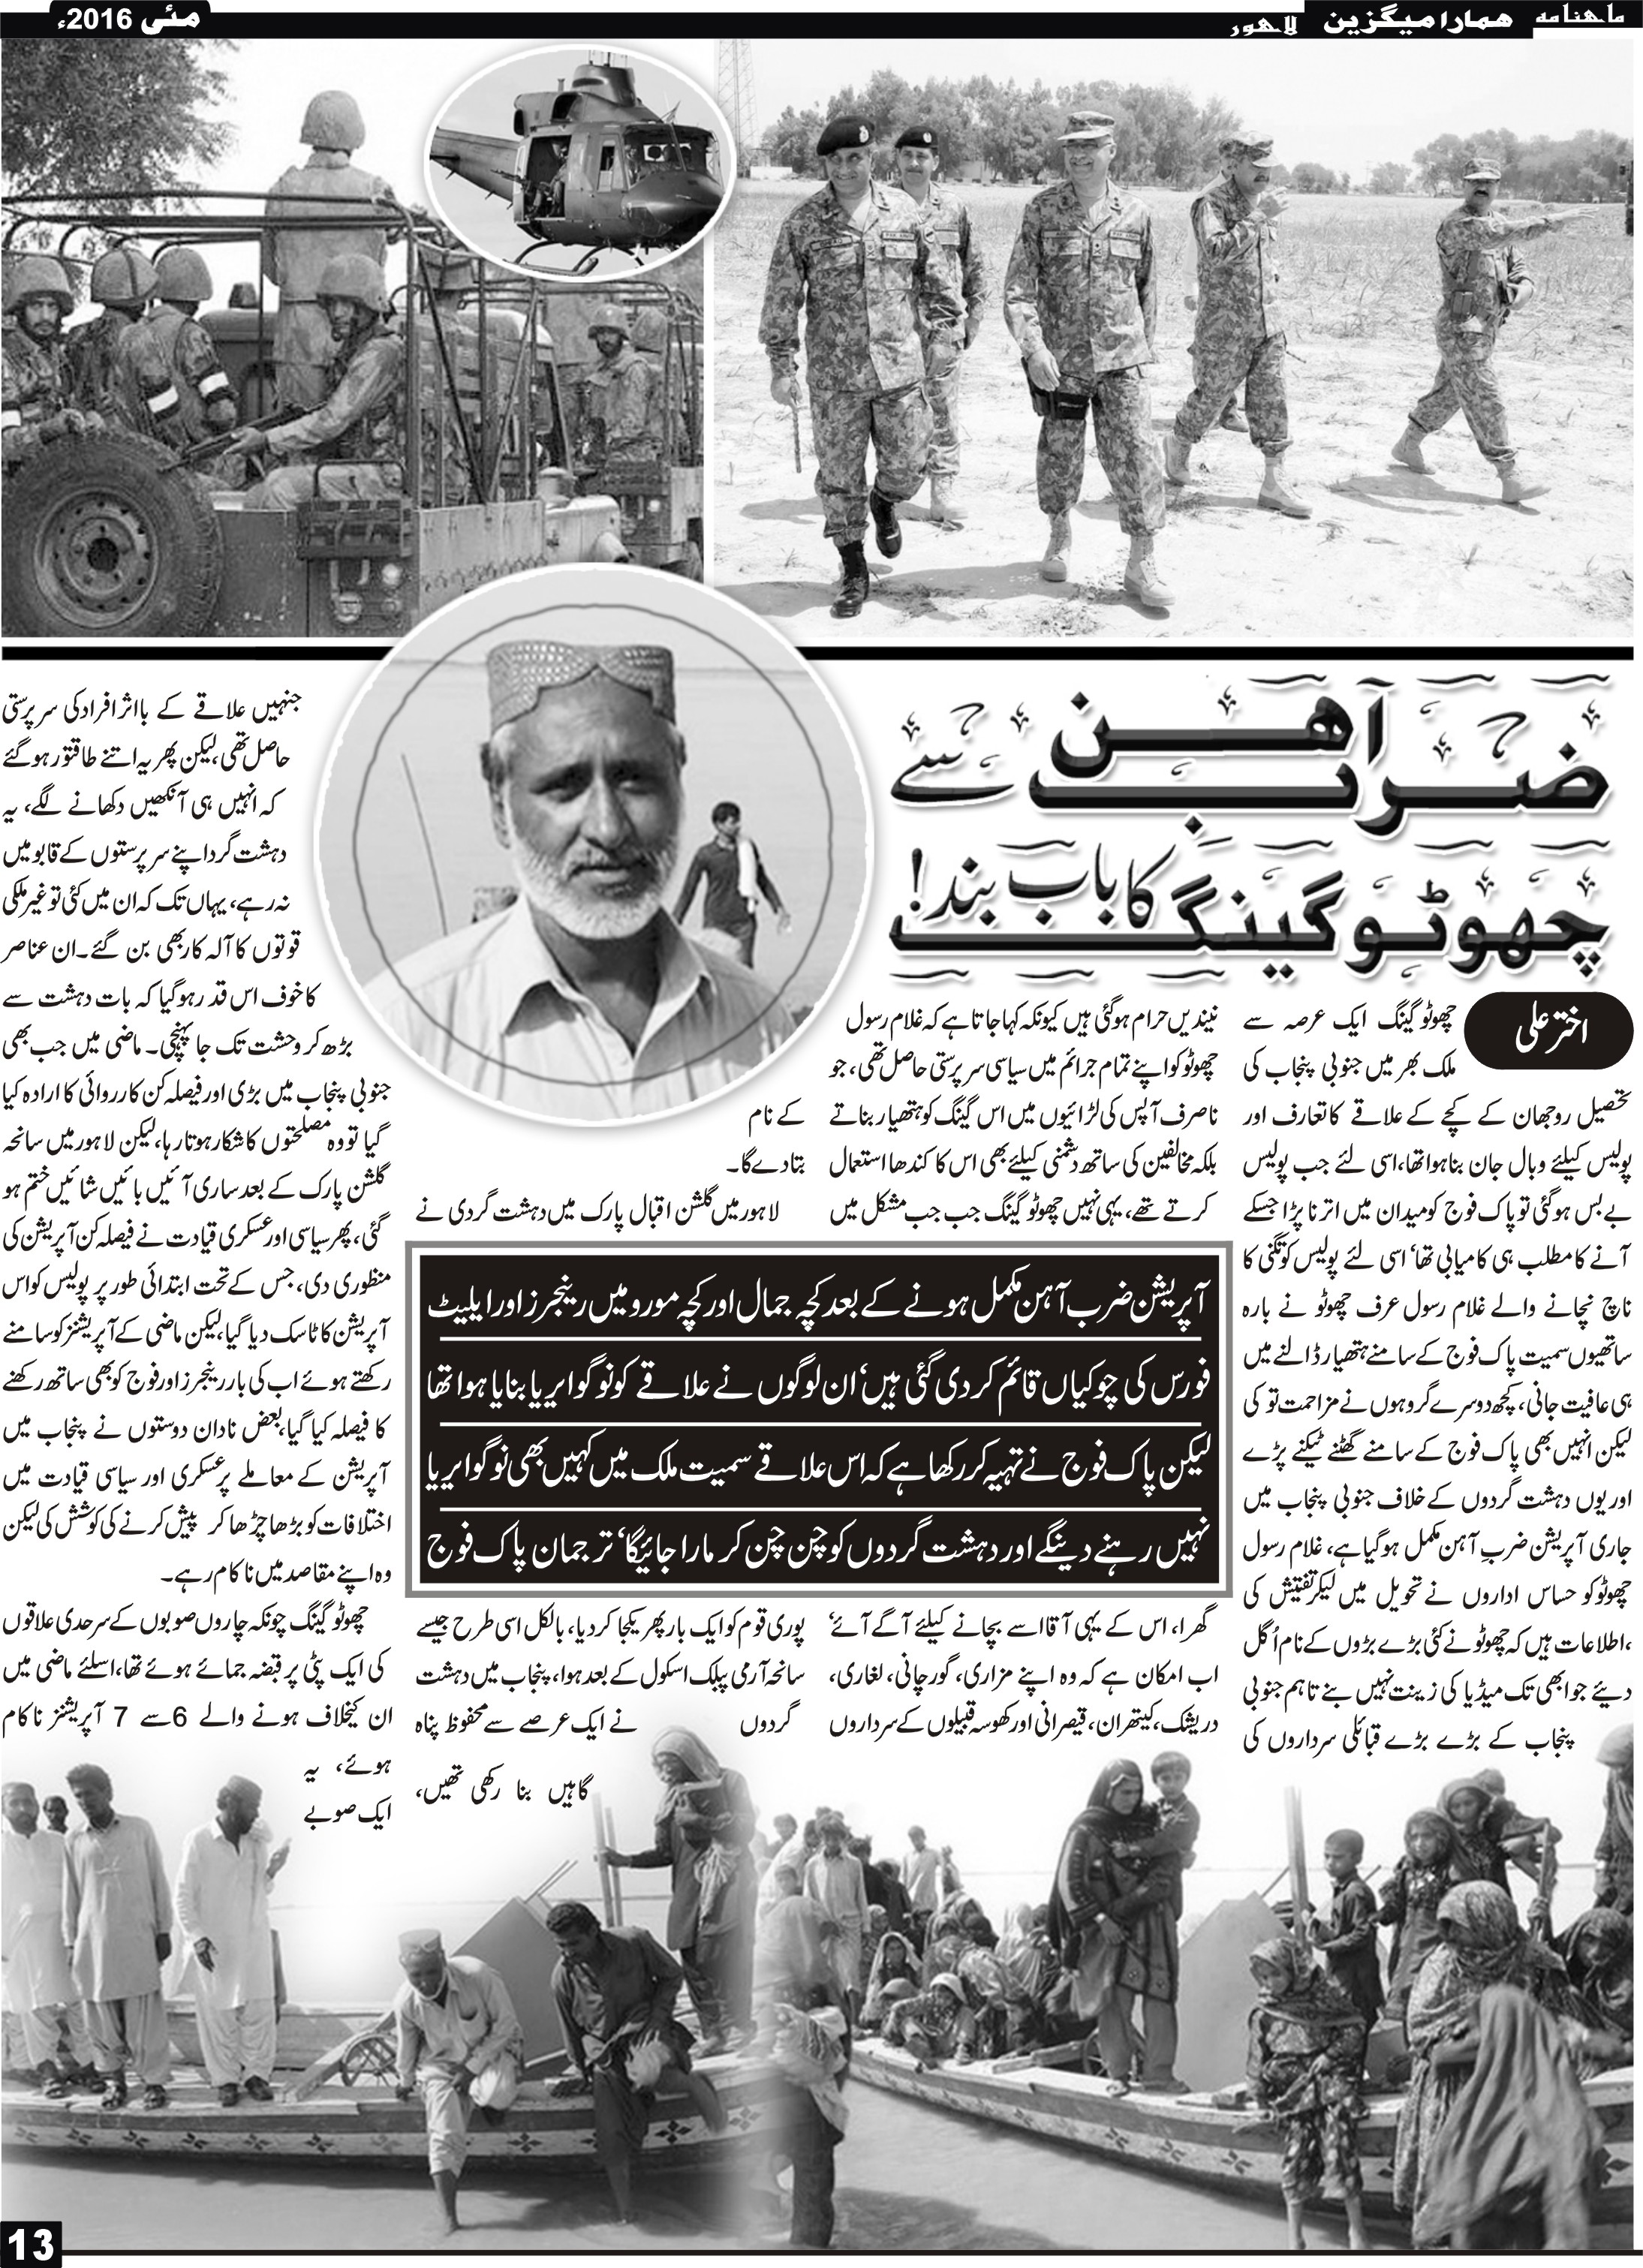 ماہنامہ ہمارا میگزین لاہور
مئی 2016ء
ضرب آہن سے
چھوٹو گینگ کا باب بند!
اختر علی
چھوٹو گینگ ایک عرصہ سے
ملک بھر میں جنوبی پنجاب کی
تحصیل روجھان کے کچے کے علاقے کا تعارف اور
پولیس کیلئے وبال جان بنا ہوا تھا، اسی لئے جب پولیس
بے بس ہوگئی تو پاک فوج کو میدان میں اترنا پڑا جسکے
آنے کا مطلب ہی کامیابی تھا‘ اسی لئے پولیس کو تگنی کا
ناچ نچانے والے غلام رسول عرف چھوٹو نے بارہ
ساتھیوں سمیت پاک فوج کے سامنے ہتھیار ڈالنے میں
ہی عافیت جانی، کچھ دوسرے گروہوں نے مزاحمت تو کی
لیکن انہیں بھی پاک فوج کے سامنے گھٹنے ٹیکنے پڑے
اور یوں دہشت گردوں کے خلاف جنوبی پنجاب میں
جاری آپریشن ضربِ آہن مکمل ہوگیا ہے، غلام رسول
چھوٹو کو حساس اداروں نے تحویل میں لیکر تفتیش کی
،اطلاعات ہیں کہ چھوٹو نے کئی بڑے بڑوں کے نام اُگل
دیئے جو ابھی تک میڈیا کی زینت نہیں بنے تاہم جنوبی
پنجاب کے بڑے بڑے قبائلی سرداروں کی
نیندیں حرام ہوگئی ہیں کیونکہ کہا جاتا ہے کہ غلام رسول
چھوٹو کو اپنے تمام جرائم میں سیاسی سرپرستی حاصل تھی، جو
ناصرف آپس کی لڑائیوں میں اس گینگ کو ہتھیار بناتے
بلکہ مخالفین کی ساتھ دشمنی کیلئے بھی اس کا کندھا استعمال
کرتے تھے، یہی نہیں چھوٹو گینگ جب جب مشکل میں
گھرا، اس کے یہی آقا اسے بچانے کیلئے آگے آئے‘
اب امکان ہے کہ وہ اپنے مزاری، گورچانی، لغاری،
دریشک، کیتھران، قیصرانی اور کھوسہ قبیلوں کے سرداروں
کے نام
بتا دے گا۔
لاہور میں گلشن اقبال پارک میں دہشت گردی نے
آپریشن ضرب آہن مکمل ہونے کے بعد کچہ جمال اور کچہ مورو میں رینجرز اور ایلیٹ
فورس کی چوکیاں قائم کر دی گئی ہیں‘ ان لوگوں نے علاقے کو نوگو ایریا بنایا ہوا تھا
لیکن پاک فوج نے تہیہ کر رکھا ہے کہ اس علاقے سمیت ملک میں کہیں بھی نوگو ایریا
نہیں رہنے دینگے اور دہشت گردوں کو چن چن کر مارا جائیگا‘ ترجمان پاک فوج
پوری قوم کو ایک بار پھر یکجا کر دیا، بالکل اسی طرح جیسے
سانحہ آرمی پبلک اسکول کے بعد ہوا، پنجاب میں دہشت
گردوں نے ایک عرصے سے محفوظ پناہ
گاہیں بنا رکھی تھیں،
جنہیں علاقے کے بااثر افراد کی سرپرستی
حاصل تھی، لیکن پھر یہ اتنے طاقتور ہوگئے
کہ انہیں ہی آنکھیں دکھانے لگے، یہ
دہشت گرد اپنے سرپرستوں کے قابو میں
نہ رہے، یہاں تک کہ ان میں کئی تو غیر ملکی
قوتوں کا آلہ کار بھی بن گئے۔ ان عناصر
کا خوف اس قدر ہوگیا کہ بات دہشت سے
بڑھ کر وحشت تک جا پہنچی۔ ماضی میں جب بھی
جنوبی پنجاب میں بڑی اور فیصلہ کن کارروائی کا ارادہ کیا
گیا تو وہ مصلحتوں کا شکار ہوتا رہا، لیکن لاہور میں سانحہ
گلشن پارک کے بعد ساری آئیں بائیں شائیں ختم ہو
گئی، پھر سیاسی اور عسکری قیادت نے فیصلہ کن آپریشن کی
منظوری دی، جس کے تحت ابتدائی طور پر پولیس کو اس
آپریشن کا ٹاسک دیا گیا، لیکن ماضی کے آپریشنز کو سامنے
رکھتے ہوئے اب کی بار رینجرز اور فوج کو بھی ساتھ رکھنے
کا فیصلہ کیا گیا، بعض نادان دوستوں نے پنجاب میں
آپریشن کے معاملے پر عسکری اور سیاسی قیادت میں
اختلافات کو بڑھا چڑھا کر پیش کرنے کی کوشش کی لیکن
وہ اپنے مقاصد میں ناکام رہے۔
چھوٹو گینگ چونکہ چاروں صوبوں کے سرحدی علاقوں
کی ایک پٹی پر قبضہ جمائے ہوئے تھا، اسلئے ماضی میں
ان کیخلاف ہونے والے 6 سے 7 آپریشنز ناکام
ہوئے، یہ
ایک صوبے
13